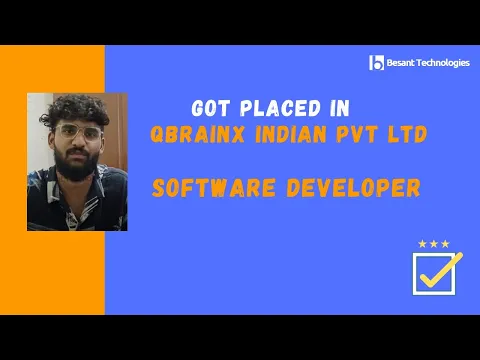 Besant Technologies
GOT PLACED IN
QBRAINX INDIAN PVT LTD
SOFTWARE DEVELOPER